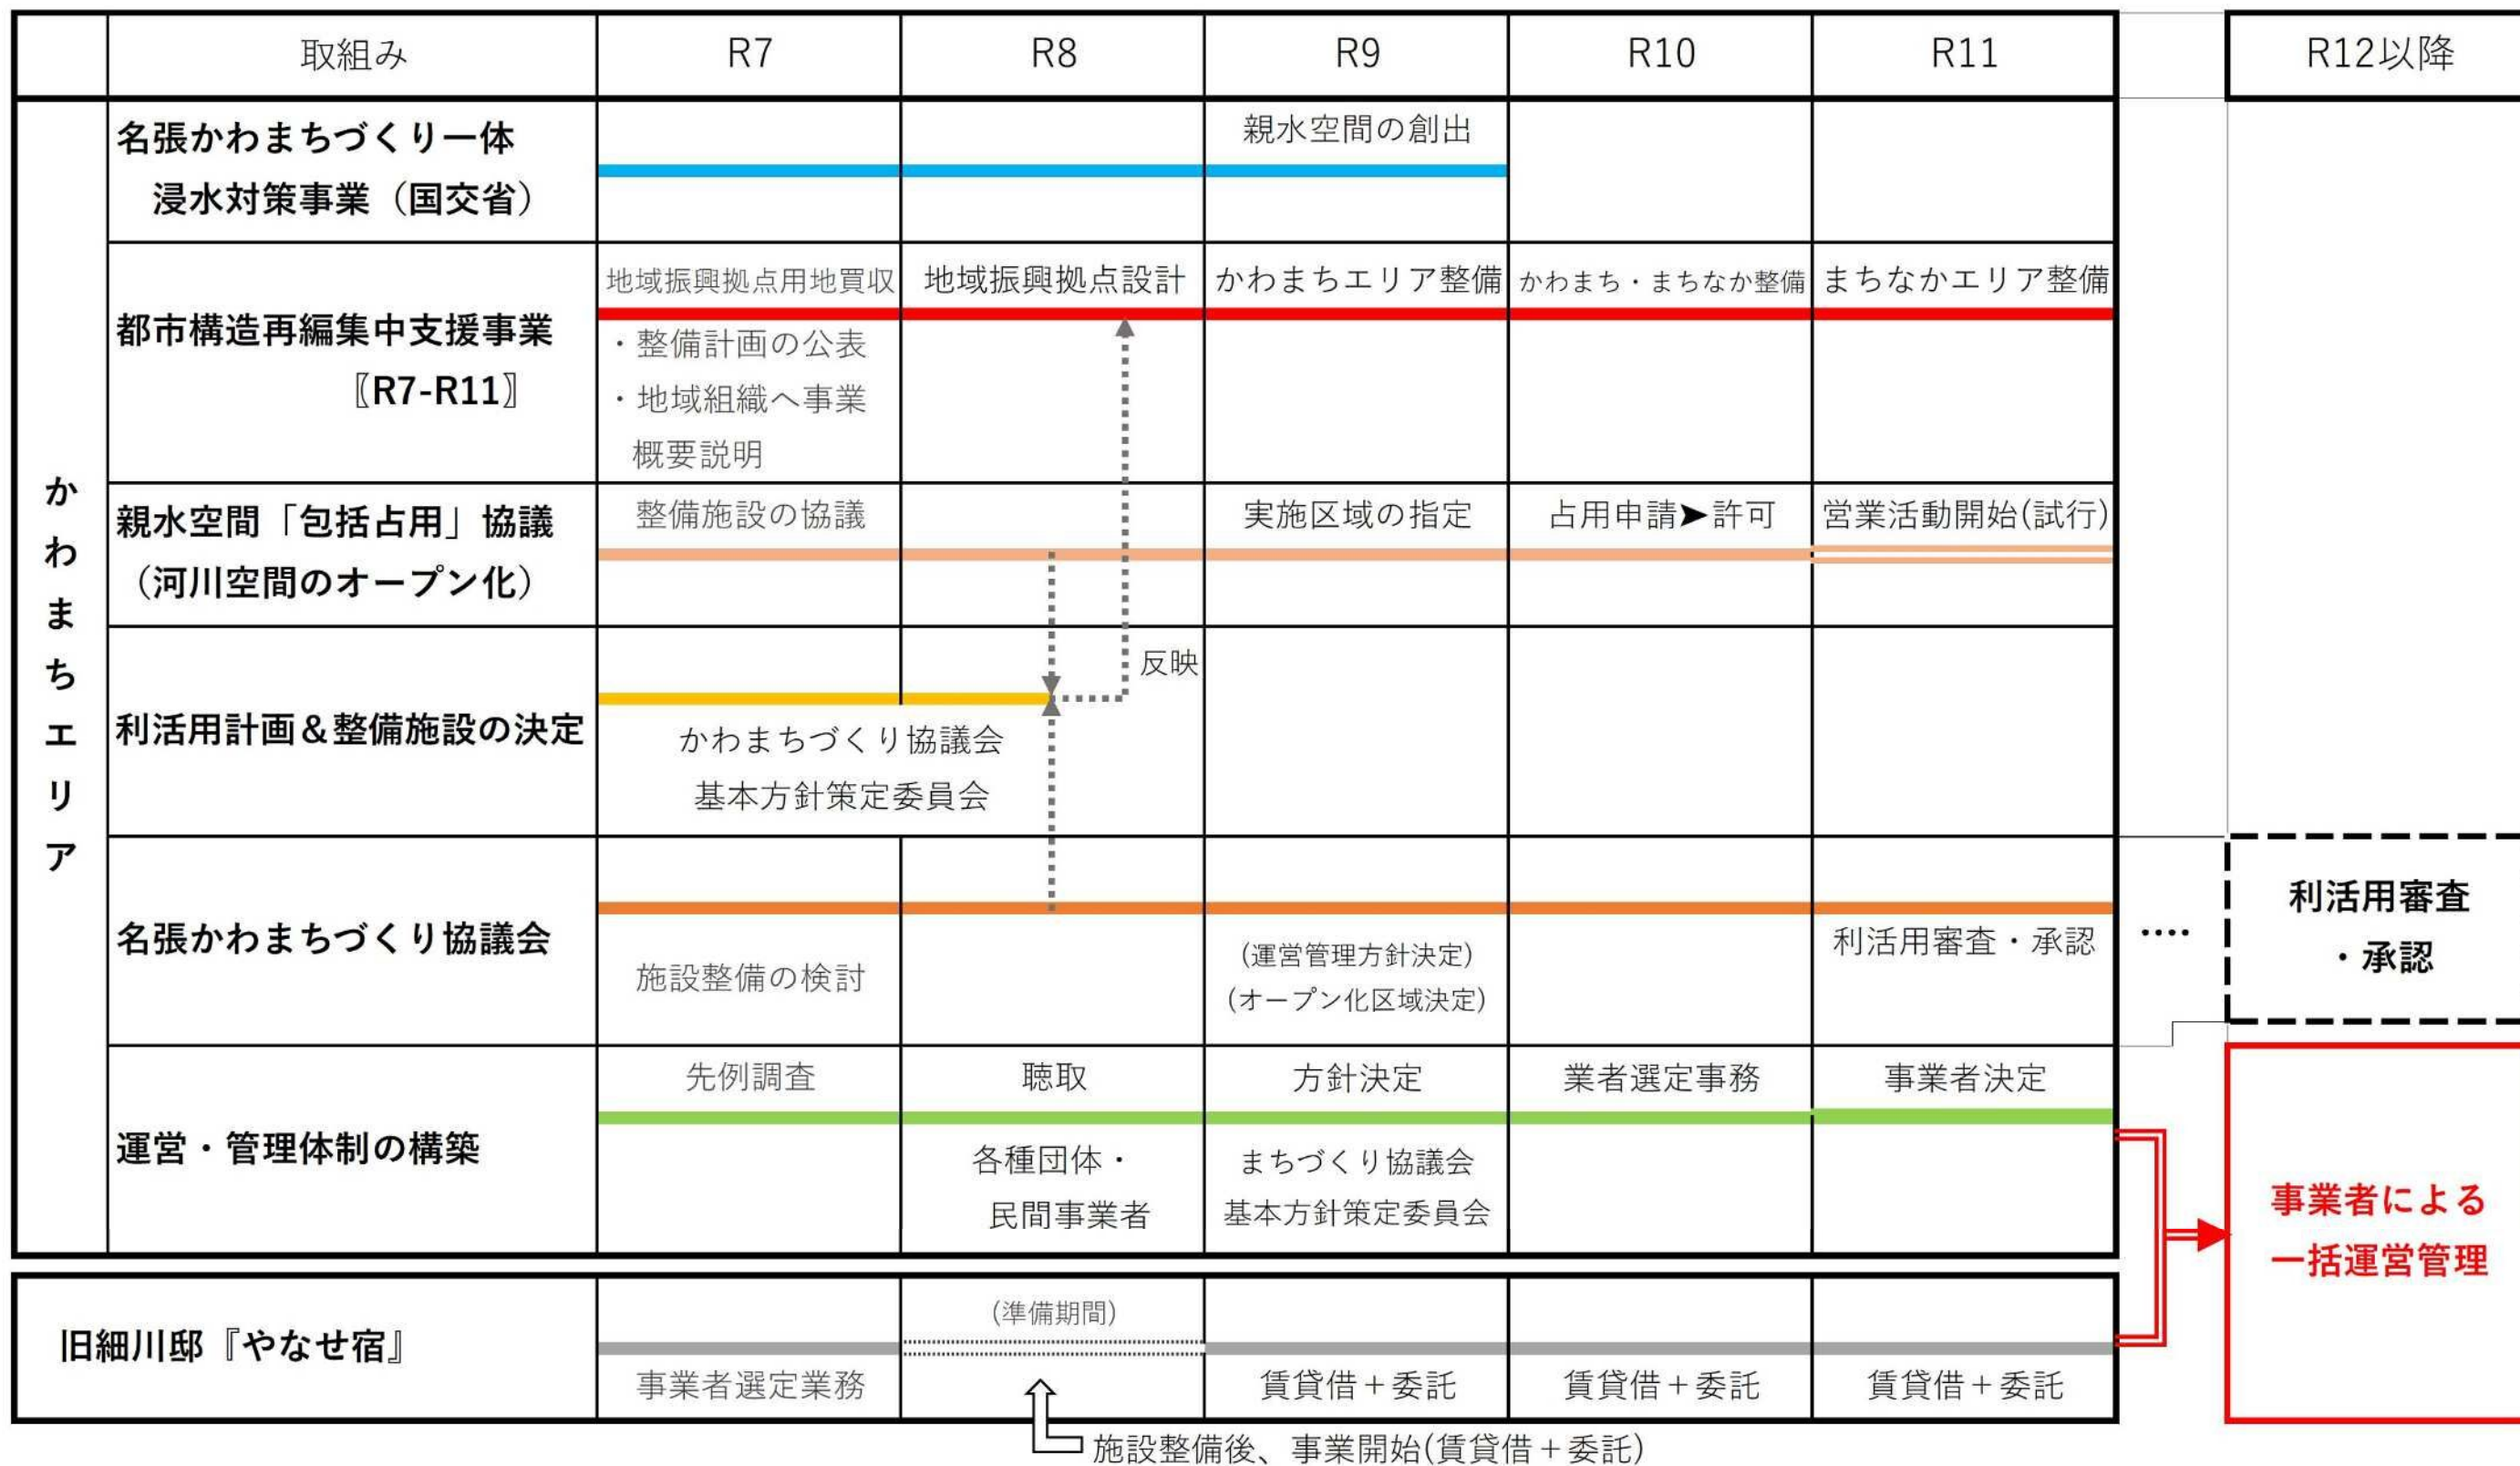 取組み
R7
R8
R9
R10
R11
R12以降
かわまちエリア
名張かわまちづくり一体
浸水対策事業（国交省）
親水空間の創出
都市構造再編集中支援事業
〖R7-R11〗
地域振興拠点用地買収
・整備計画の公表
・地域組織へ事業
概要説明
地域振興拠点設計
かわまちエリア整備
かわまち・まちなか整備
まちなかエリア整備
親水空間「包括占用」協議
（河川空間のオープン化）
整備施設の協議
実施区域の指定
占用申請➤許可
営業活動開始(試行)
利活用計画＆整備施設の決定
反映
かわまちづくり協議会
基本方針策定委員会
名張かわまちづくり協議会
施設整備の検討
(運営管理方針決定)
(オープン化区域決定)
利活用審査・承認
‥‥
利活用審査
・承認
運営・管理体制の構築
先例調査
聴取
各種団体・
民間事業者
方針決定
まちづくり協議会
基本方針策定委員会
業者選定事務
事業者決定
事業者による
一括運営管理
旧細川邸『やなせ宿』
事業者選定業務
(準備期間)
賃貸借＋委託
賃貸借＋委託
賃貸借＋委託
施設整備後、事業開始(賃貸借＋委託)